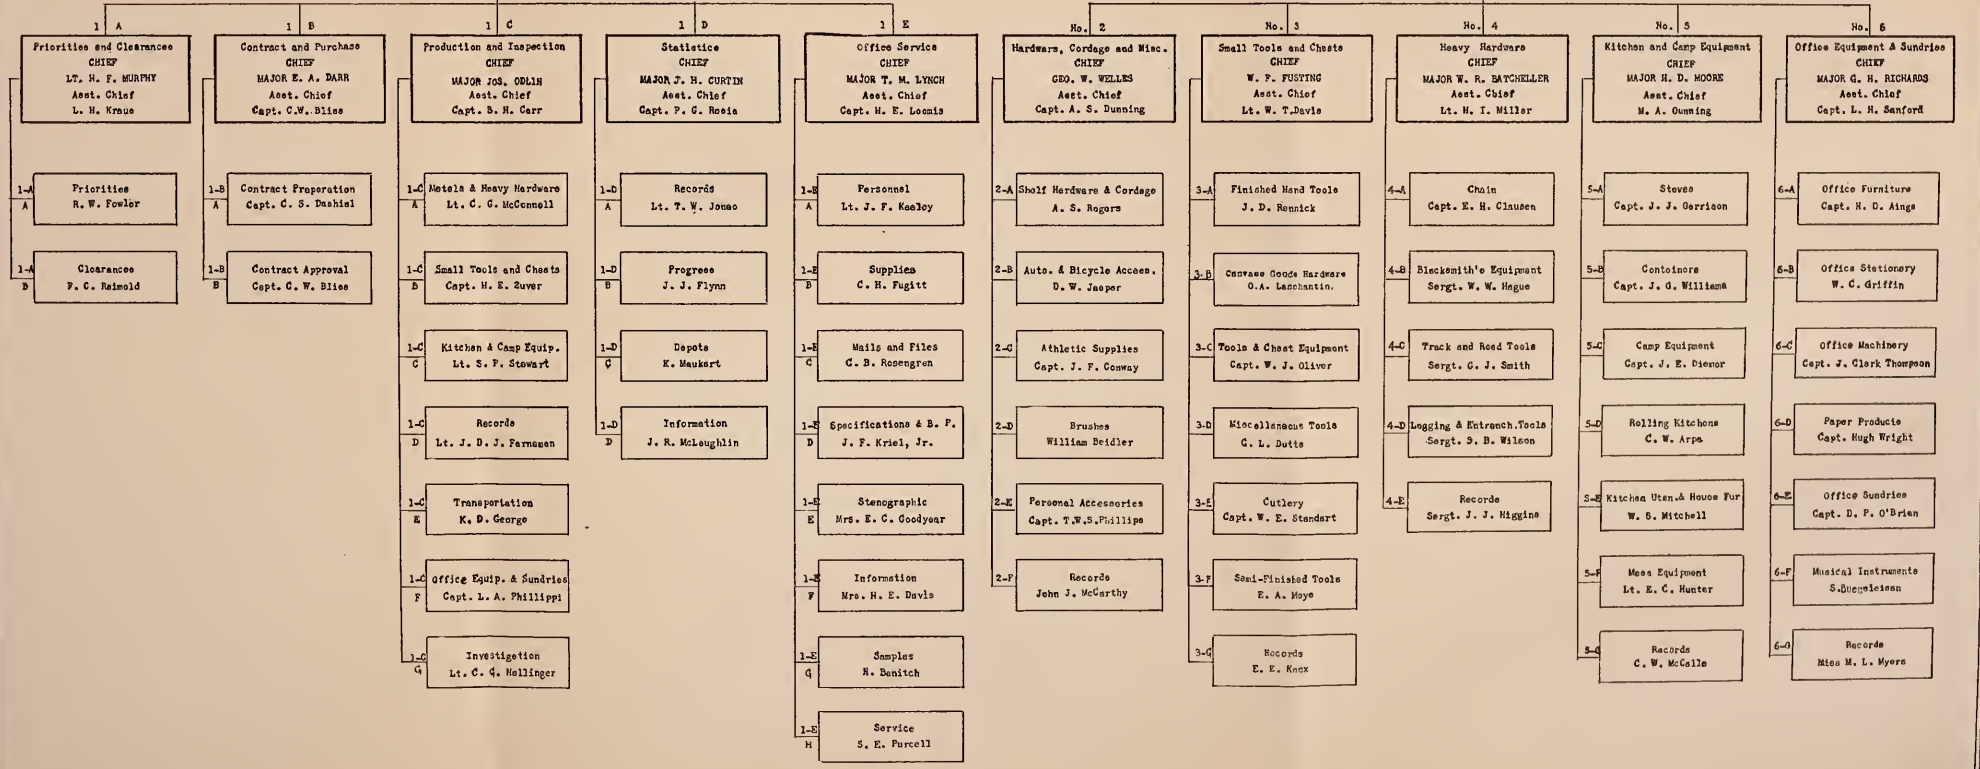 1 A
Priorities and Clearances
CHIEF
LT. H. F. MURPHY
Asst. Chief
L. H. Kraus
1-A
A
Priorities
R. W. Fowler
1-A
B
Clearances
F. C. Reimold
1 B
Contract and Purchase
CHIEF
MAJOR E. A. DARR
Asst. Chief
Capt. C.W. Bliss
1-B
A
Contract Preparation
Capt. C. S. Dashiel
1-B
B
Contract Approval
Capt. C. W. Bliss
1 C
Production and Inspection
CHIEF
MAJOR JOS. ODLIN
Asst. Chief
Capt. S. H. Carr
1-C
A
Metals & Heavy Hardware
Lt. C. G. McConnell
1-C
B
Small Tools and Chests
Capt. H. E. Zuver
1-C
C
Kitchen & Camp Equip.
Lt. S. P. Stewart
1-C
D
Records
Lt. J. D. J. Farnaman
1-C
E
Transportation
K. D. George
1-C
F
Office Equip. & Sundries
Capt. L. A. Phillippi
1-C
G
Investigation
Lt. C. G. Hellinger
1 D
Statistics
CHIEF
MAJOR J. H. CURTIN
Asst. Chief
Capt. P. G. Rosia
1-D
A
Records
Lt. T. W. Jonao
1-D
B
Progress
J. J. Flynn
1-D
C
Depots
K. Maukert
1-D
D
Information
J. R. McLaughlin
1 E
Office Service
CHIEF
MAJOR T. M. LYNCH
Asst. Chief
Capt. H. E. Loomis
1-E
A
Personnel
Lt. J. F. Kealey
1-E
B
Supplies
C. H. Fugitt
1-E
C
Mails and Files
C. B. Rosengren
1-E
D
Specifications & B. P.
J. F. Kriel, Jr.
1-E
E
Stenographic
Mrs. E. C. Goodyear
1-E
F
Information
Mrs. H. E. Davis
1-E
G
Samples
H. Banitch
1-E
H
Service
S. E. Purcell
No. 2
Hardware, Cordage and Misc.
CHIEF
GEO. W. WELLES
Asst. Chief
Capt. A. S. Dunning
2-A
Shelf Hardware & Cordage
A. S. Rogers
2-B
Auto. & Bicycle Access.
D. W. Jasper
2-C
Athletic Supplies
Capt. J. F. Conway
2-D
Brushes
William Beidler
2-E
Personal Accessories
Capt. T.W.S.Phillips
2-F
Records
John J. McCarthy
No. 3
Small Tools and Chests
CHIEF
W. F. FUSTING
Asst. Chief
Lt. W. T.Davis
3-A
Finished Hand Tools
J. D. Rennick
3-B
Canvass Goods Hardware
O.A. Lanchantin.
3-C
Tools & Chest Equipment
Capt. W. J. Oliver
3-D
Miscellaneous Tools
C. L. Dutts
3-E
Cutlery
Capt. W. E. Standart
3-F
Semi-Finished Tools
E. A. Moye
3-G
Records
E. E. Knox
No. 4
Heavy Hardware
CHIEF
MAJOR W. R. BATCHELLER
Asst. Chief
Lt. H. I. Miller
4-A
Chain
Capt. E. H. Clausen
4-B
Blacksmith's Equipment
Sergt. W. W. Hague
4-C
Track and Road Tools
Sergt. G. J. Smith
4-D
Logging & Entrench.Tools
Sergt. S. B. Wilson
4-E
Records
Sergt. J. J. Higgins
No. 5
Kitchen and Camp Equipment
CHIEF
MAJOR H. D. MOORE
Asst. Chief
M. A. Dunning
5-A
Stoves
Capt. J. J. Garrison
5-B
Containers
Capt. J. G. Williams
5-C
Camp Equipment
Capt. J. E. Diemor
5-D
Rolling Kitchens
C. W. Arps
5-E
Kitchen Uten.& House Fur
W. S. Mitchell
5-F
Mess Equipment
Lt. E. C. Hunter
5-G
Records
C. W. McCalla
No. 6
Office Equipment & Sundries
CHIEF
MAJOR G. H. RICHARDS
Asst. Chief
Capt. L. H. Sanford
6-A
Office Furniture
Capt. H. D. Ainge
6-B
Office Stationery
W. C. Griffin
6-C
Office Machinery
Capt. J. Clark Thompson
6-D
Paper Products
Capt. Hugh Wright
6-E
Office Sundries
Capt. D. P. O'Brien
6-F
Musical Instruments
S.Buegeleisen
6-G
Records
Miss M. L. Myers